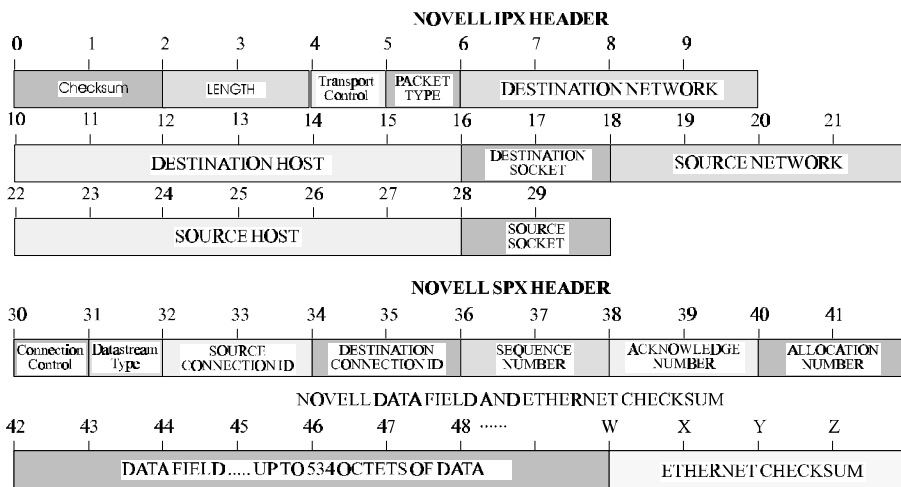 NOVELL IPX HEADER
0 1 2 3 4 5 6 7 8 9
Checksum LENGTH Transport Control PACKET TYPE DESTINATION NETWORK
10 11 12 13 14 15 16 17 18 19 20 21
DESTINATION HOST DESTINATION SOCKET SOURCE NETWORK
22 23 24 25 26 27 28 29
SOURCE HOST SOURCE SOCKET
NOVELL SPX HEADER
30 31 32 33 34 35 36 37 38 39 40 41
Connection Control Datastream Type SOURCE CONNECTION ID DESTINATION CONNECTION ID SEQUENCE NUMBER ACKNOWLEDGE NUMBER ALLOCATION NUMBER
NOVELL DATA FIELD AND ETHERNET CHECKSUM
42 43 44 45 46 47 48 ...... W X Y Z
DATA FIELD ..... UP TO 534 OCTETS OF DATA ETHERNET CHECKSUM